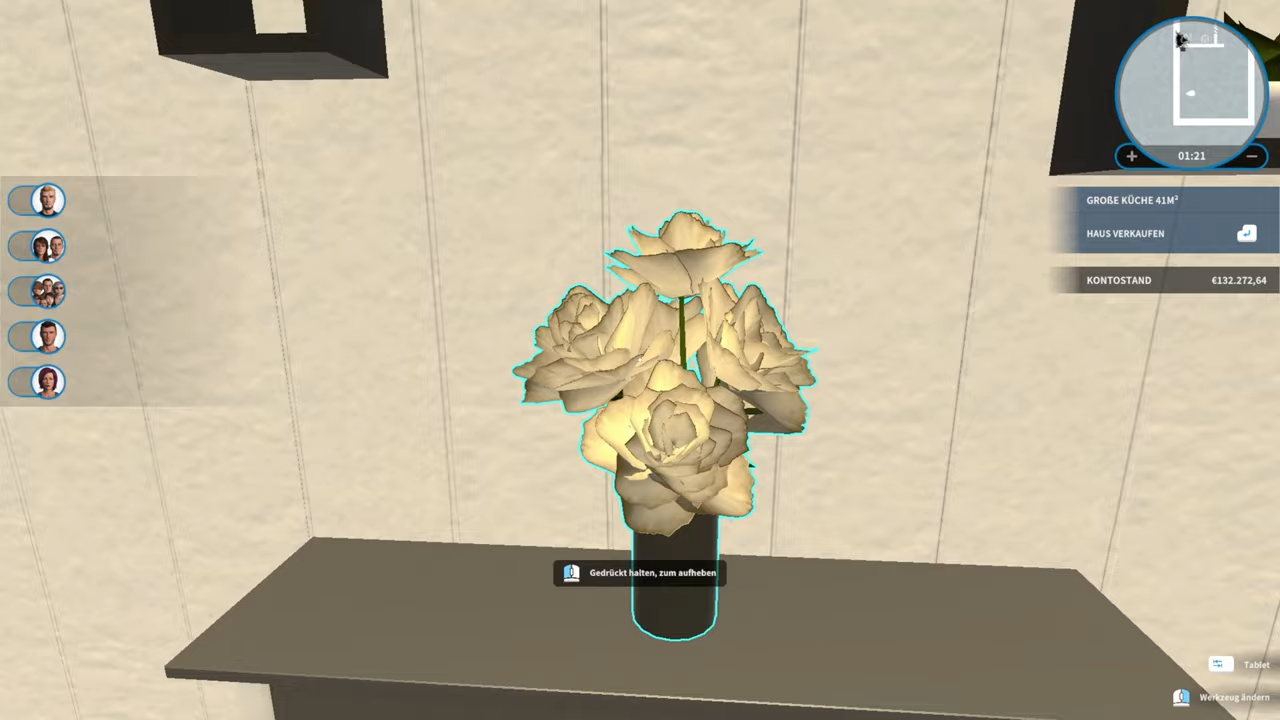 01:21
GROẞE KÜCHE 41M²
HAUS VERKAUFEN
KONTOSTAND €132.272,64
Gedrückt halten, zum aufheben
Tablet
Werkzeug ändern